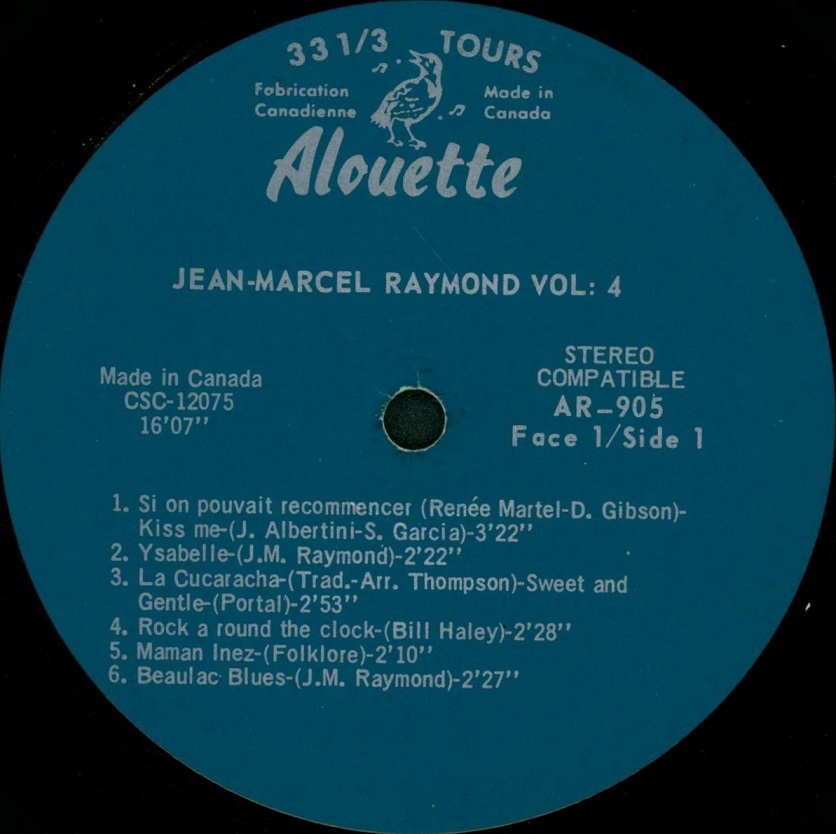 33 1/3 TOURS
Fabrication
Canadienne
Made in
Canada
Alouette
JEAN-MARCEL RAYMOND VOL: 4
Made in Canada
CSC-12075
16'07''
STEREO
COMPATIBLE
AR-905
Face 1/Side 1
1. Si on pouvait recommencer (Renée Martel-D. Gibson)-
Kiss me-(J. Albertini-S. Garcia)-3'22''
2. Ysabelle-(J.M. Raymond)-2'22''
3. La Cucaracha-(Trad.-Arr. Thompson)-Sweet and
Gentle-(Portal)-2'53''
4. Rock a round the clock-(Bill Haley)-2'28''
5. Maman Inez-(Folklore)-2'10''
6. Beaulac Blues-(J.M. Raymond)-2'27''